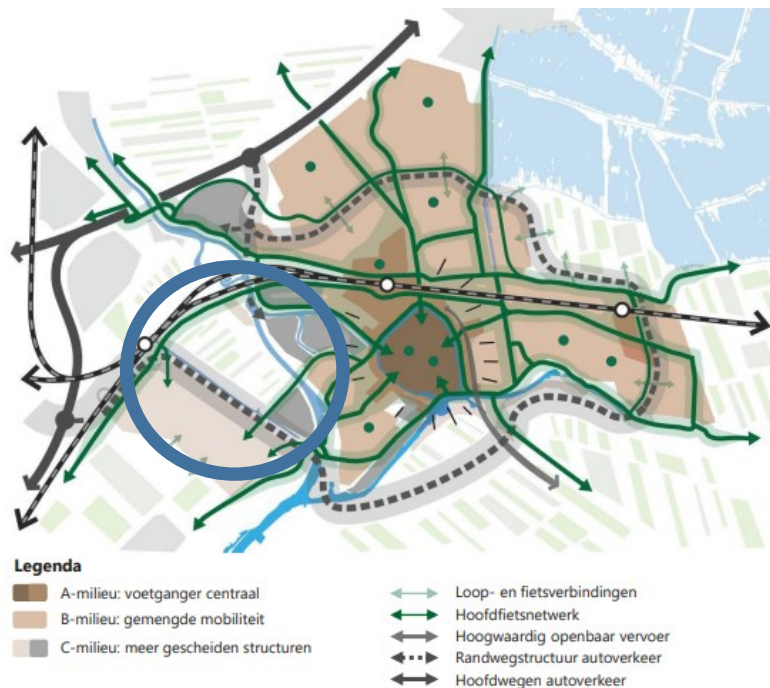 Legenda
A-milieu: voetganger centraal
B-milieu: gemengde mobiliteit
C-milieu: meer gescheiden structuren
Loop- en fietsverbindingen
Hoofdfietsnetwerk
Hoogwaardig openbaar vervoer
Randwegstructuur autoverkeer
Hoofdwegen autoverkeer